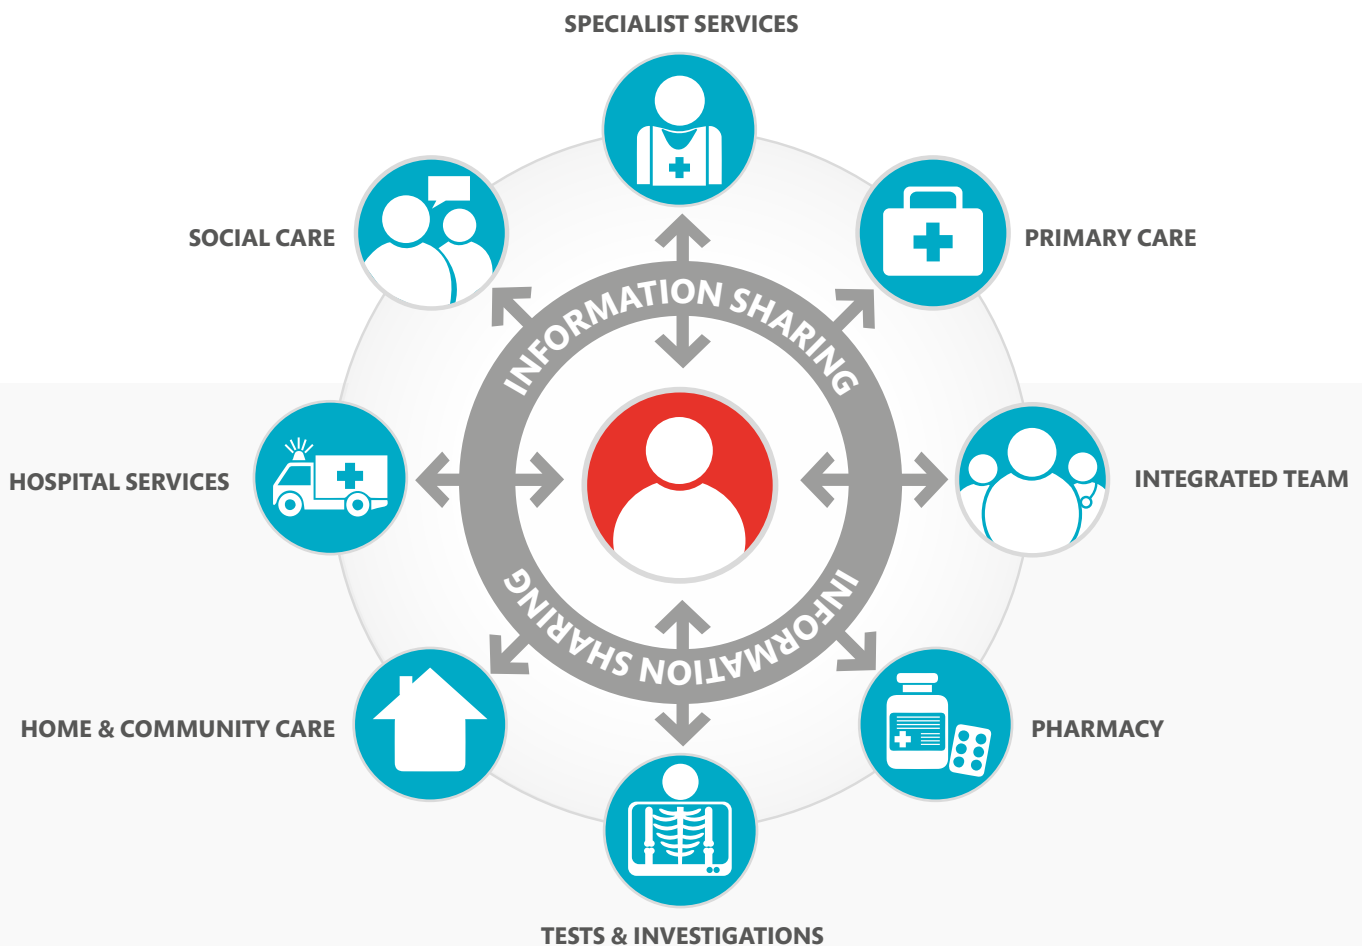 SPECIALIST SERVICES
SOCIAL CARE
PRIMARY CARE
INFORMATION SHARING
HOSPITAL SERVICES
INTEGRATED TEAM
INFORMATION SHARING
HOME & COMMUNITY CARE
PHARMACY
TESTS & INVESTIGATIONS